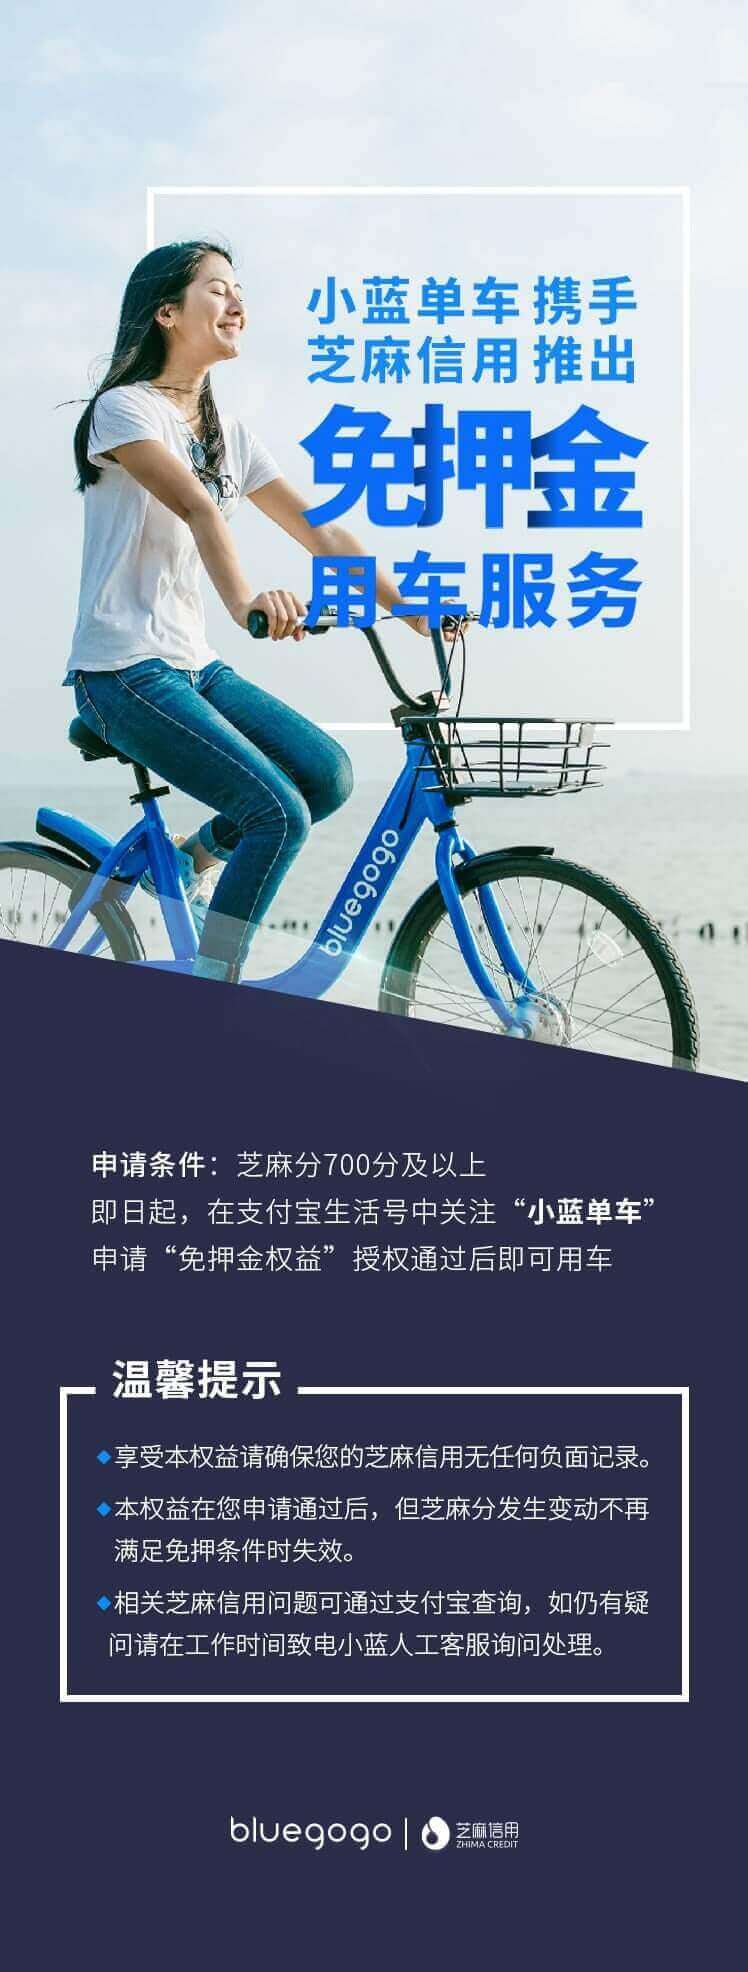 小蓝单车 携手
芝麻信用 推出
免押金
用车服务
bluegogo
申请条件：芝麻分700分及以上
即日起，在支付宝生活号中关注“小蓝单车”
申请“免押金权益”授权通过后即可用车
温馨提示
◆享受本权益请确保您的芝麻信用无任何负面记录。
◆本权益在您申请通过后，但芝麻分发生变动不再
满足免押条件时失效。
◆相关芝麻信用问题可通过支付宝查询，如仍有疑
问请在工作时间致电小蓝人工客服询问处理。
bluegogo | 芝麻信用
ZHIMA CREDIT